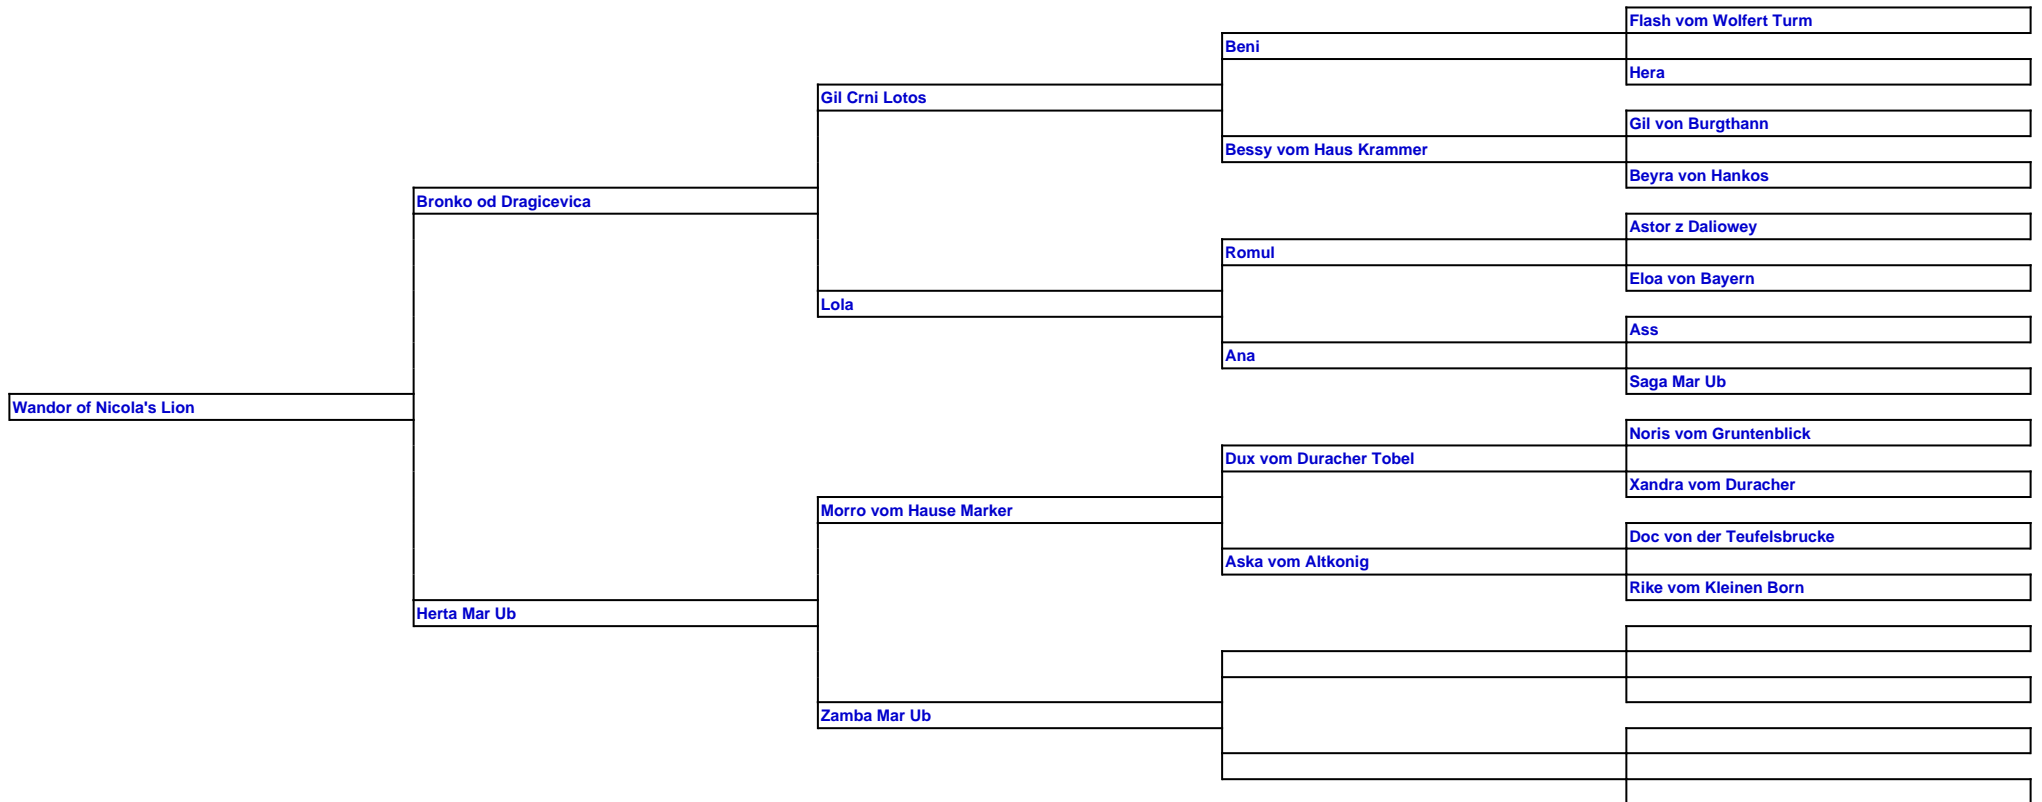 Flash vom Wolfert Turm
Beni
Hera
Gil Crni Lotos
Gil von Burgthann
Bessy vom Haus Krammer
Beyra von Hankos
Bronko od Dragicevica
Astor z Daliowey
Romul
Eloa von Bayern
Lola
Ass
Ana
Saga Mar Ub
Wandor of Nicola's Lion
Noris vom Gruntenblick
Dux vom Duracher Tobel
Xandra vom Duracher
Morro vom Hause Marker
Doc von der Teufelsbrucke
Aska vom Altkonig
Rike vom Kleinen Born
Herta Mar Ub
Zamba Mar Ub